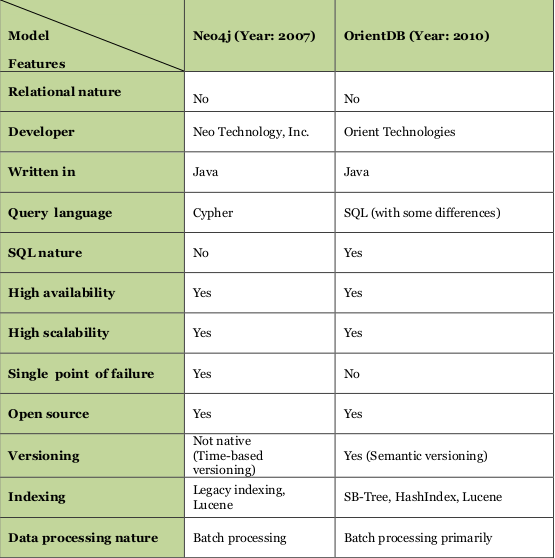 Model
Features
Neo4j (Year: 2007)
OrientDB (Year: 2010)
Relational nature
No
No
Developer
Neo Technology, Inc.
Orient Technologies
Written in
Java
Java
Query language
Cypher
SQL (with some differences)
SQL nature
No
Yes
High availability
Yes
Yes
High scalability
Yes
Yes
Single point of failure
Yes
No
Open source
Yes
Yes
Versioning
Not native
(Time-based
versioning)
Yes (Semantic versioning)
Indexing
Legacy indexing,
Lucene
SB-Tree, HashIndex, Lucene
Data processing nature
Batch processing
Batch processing primarily